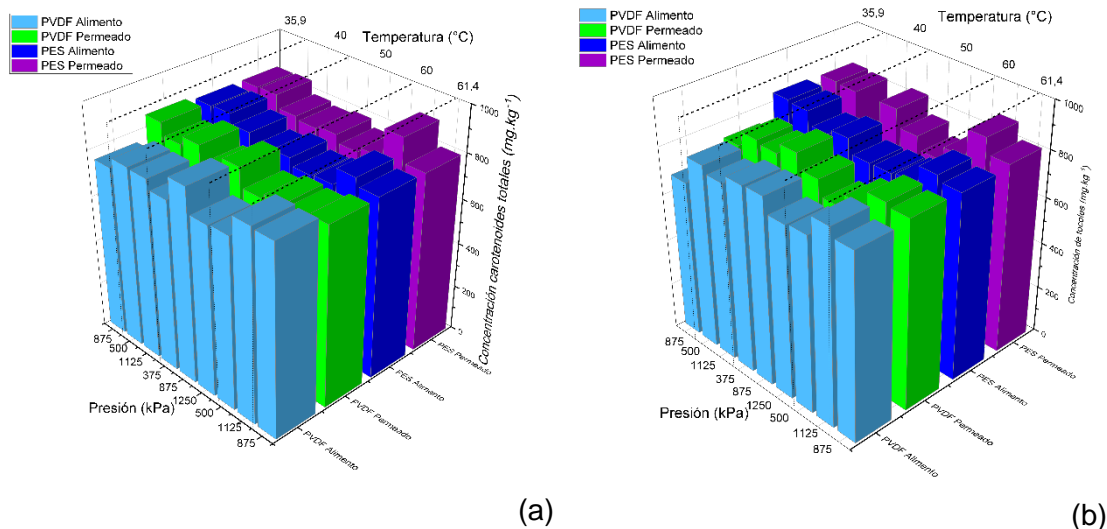 PVDF Alimento
PVDF Permeado
PES Alimento
PES Permeado
35,9
Temperatura (°C)
40
50
60
61,4
1000
800
600
400
200
0
Concentración carotenoides totales (mg.kg⁻¹)
875
500
1125
375
875
1250
500
1125
875
Presión (kPa)
PVDF Alimento
PVDF Permeado
PES Alimento
PES Permeado
(a)
PVDF Alimento
PVDF Permeado
PES Alimento
PES Permeado
35,9
Temperatura (°C)
40
50
60
61,4
1000
800
600
400
200
0
Concentración de tocoles (mg.kg⁻¹)
875
500
1125
375
875
1250
500
1125
875
Presión (kPa)
PVDF Alimento
PVDF Permeado
PES Alimento
PES Permeado
(b)